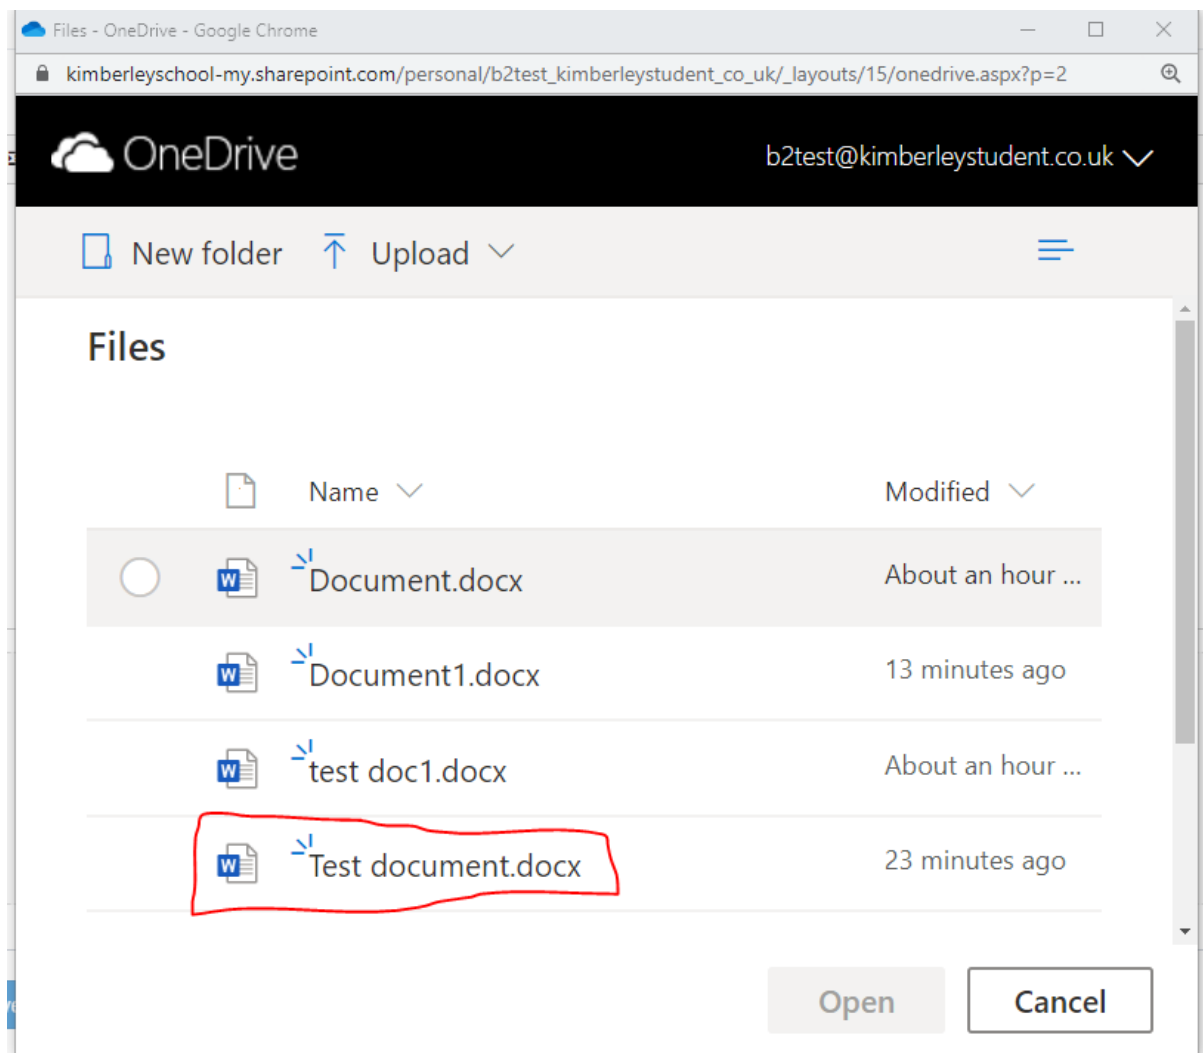 Files - OneDrive - Google Chrome
kimberleyschool-my.sharepoint.com/personal/b2test_kimberleystudent_co_uk/_layouts/15/onedrive.aspx?p=2
OneDrive
b2test@kimberleystudent.co.uk
New folder Upload
Files
Name Modified
Document.docx About an hour ...
Document1.docx 13 minutes ago
test doc1.docx About an hour ...
Test document.docx 23 minutes ago
Open Cancel